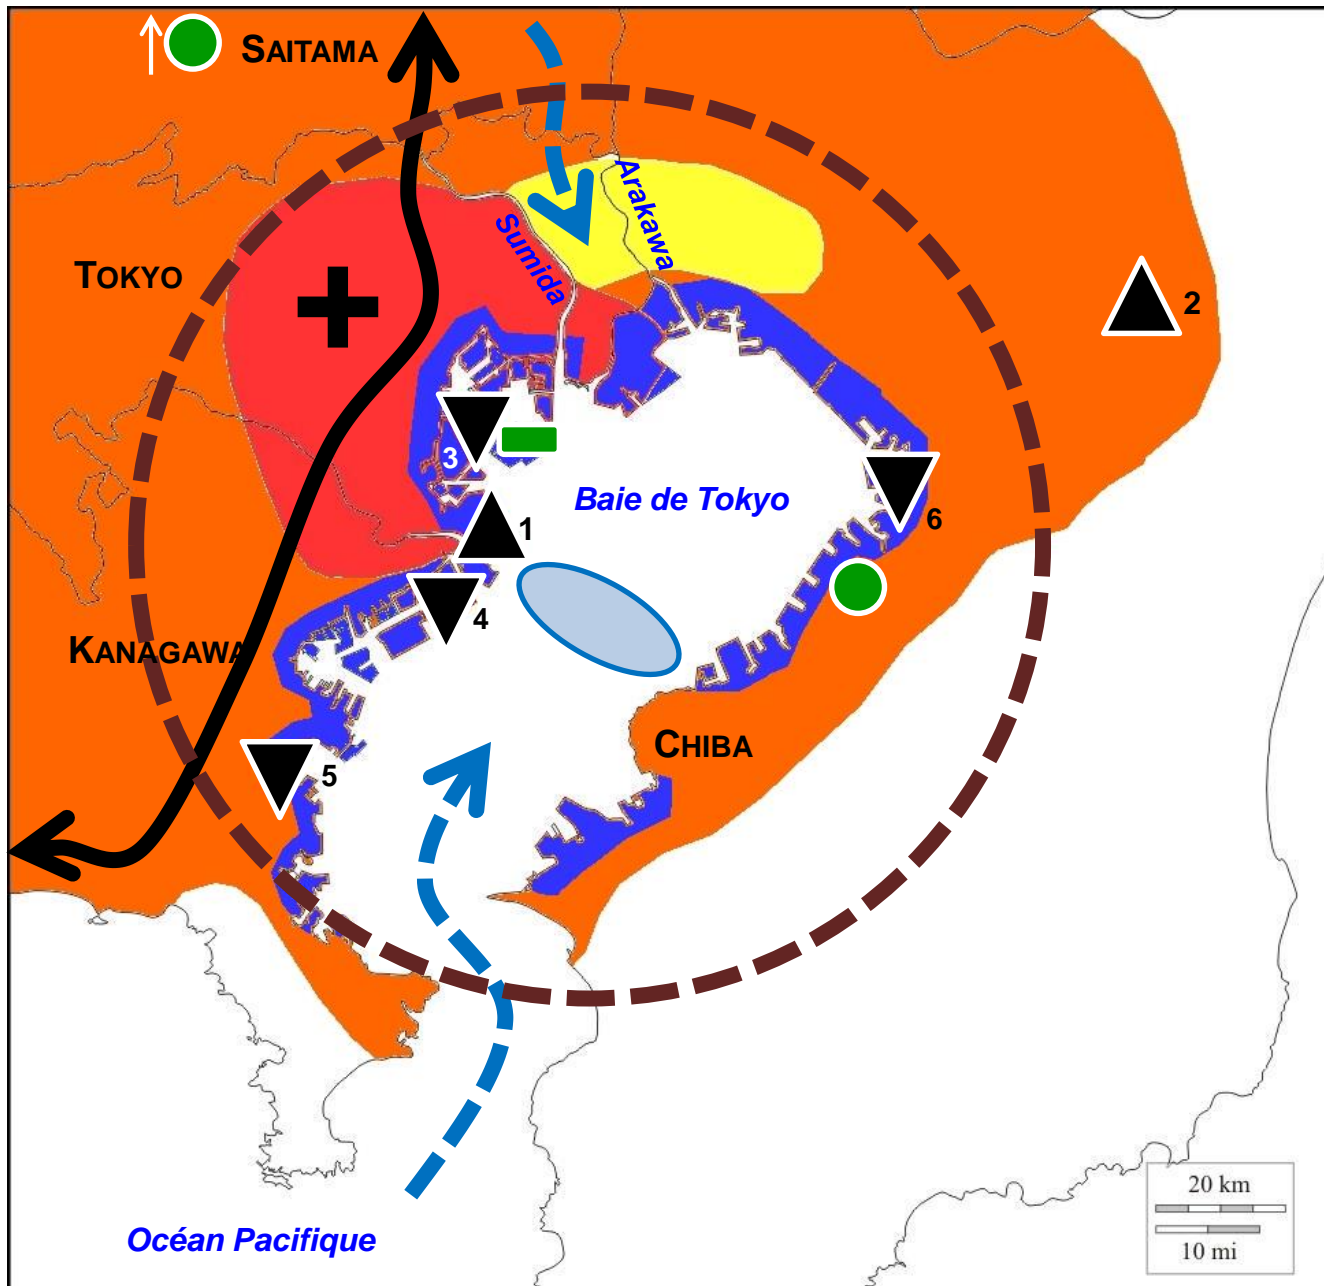 SAITAMA
Arakawa
Sumida
TOKYO
2
3
Baie de Tokyo
1
6
4
KANAGAWA
CHIBA
5
20 km
10 mi
Océan Pacifique